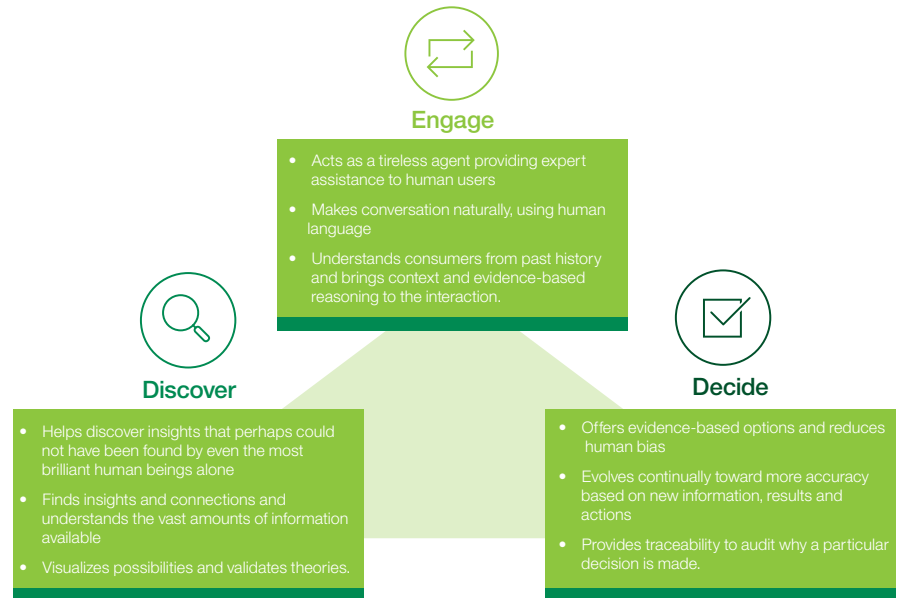 Engage
• Acts as a tireless agent providing expert
assistance to human users
• Makes conversation naturally, using human
language
• Understands consumers from past history
and brings context and evidence-based
reasoning to the interaction.
Discover
• Helps discover insights that perhaps could
not have been found by even the most
brilliant human beings alone
• Finds insights and connections and
understands the vast amounts of information
available
• Visualizes possibilities and validates theories.
Decide
• Offers evidence-based options and reduces
human bias
• Evolves continually toward more accuracy
based on new information, results and
actions
• Provides traceability to audit why a particular
decision is made.